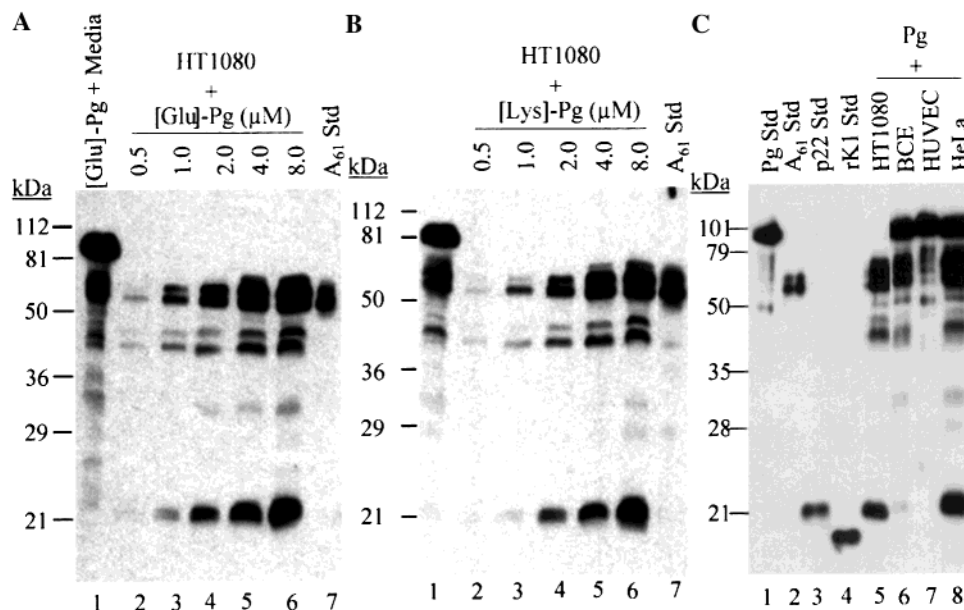 A
[Glu]-Pg + Media
HT1080
+
[Glu]-Pg (µM)
0.5
1.0
2.0
4.0
8.0
A61 Std
kDa
112
81
50
36
29
21
1 2 3 4 5 6 7
B
HT1080
+
[Lys]-Pg (µM)
0.5
1.0
2.0
4.0
8.0
A61 Std
kDa
112
81
50
36
29
21
1 2 3 4 5 6 7
C
Pg
+
Pg Std
A61 Std
p22 Std
rK1 Std
HT1080
BCE
HUVEC
HeLa
kDa
101
79
50
35
28
21
1 2 3 4 5 6 7 8